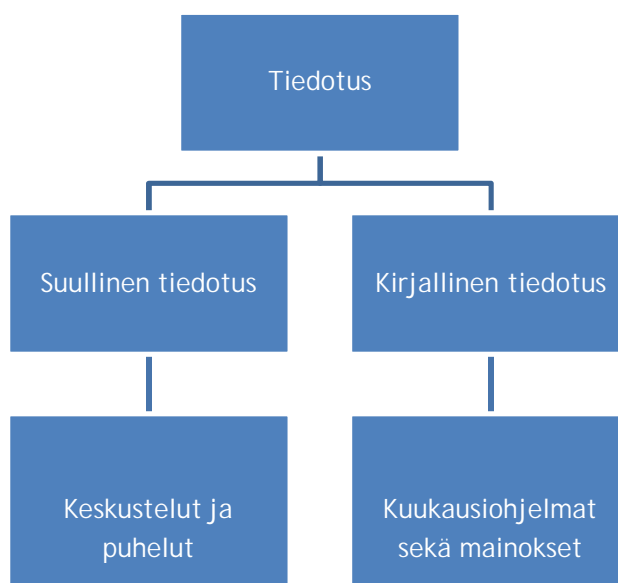 Tiedotus
Suullinen tiedotus
Kirjallinen tiedotus
Keskustelut ja
puhelut
Kuukausiohjelmat
sekä mainokset